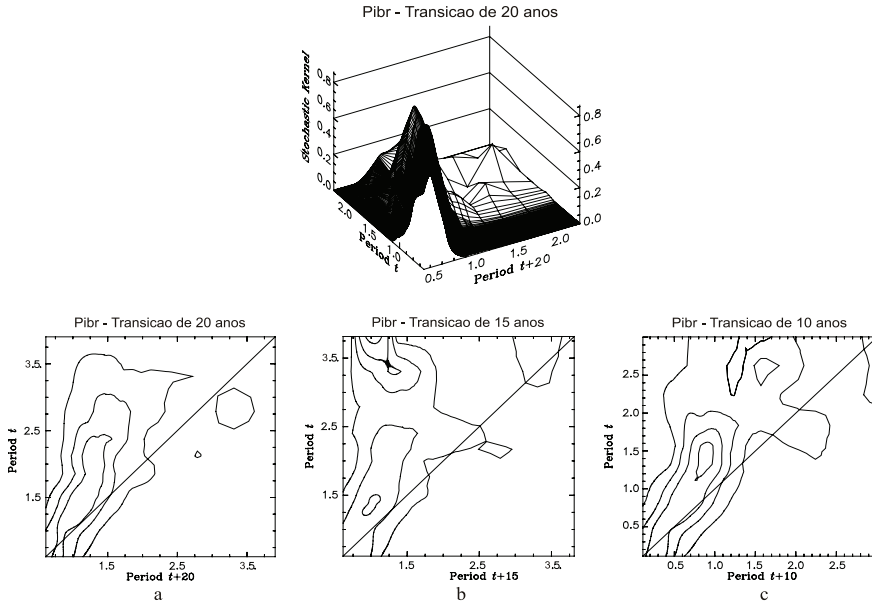 Pibr - Transicao de 20 anos
Stochastic Kernel
0.8
0.6
0.4
0.2
0.0
0.8
0.6
0.4
0.2
0.0
2.0
1.5
1.0
Period t
0.5
1.0
1.5
2.0
Period t+20
Pibr - Transicao de 20 anos
Period t
3.5
2.5
1.5
1.5
2.5
3.5
Period t+20
a
Pibr - Transicao de 15 anos
Period t
3.5
2.5
1.5
1.5
2.5
3.5
Period t+15
b
Pibr - Transicao de 10 anos
Period t
2.5
2.0
1.5
1.0
0.5
0.5
1.0
1.5
2.0
2.5
Period t+10
c